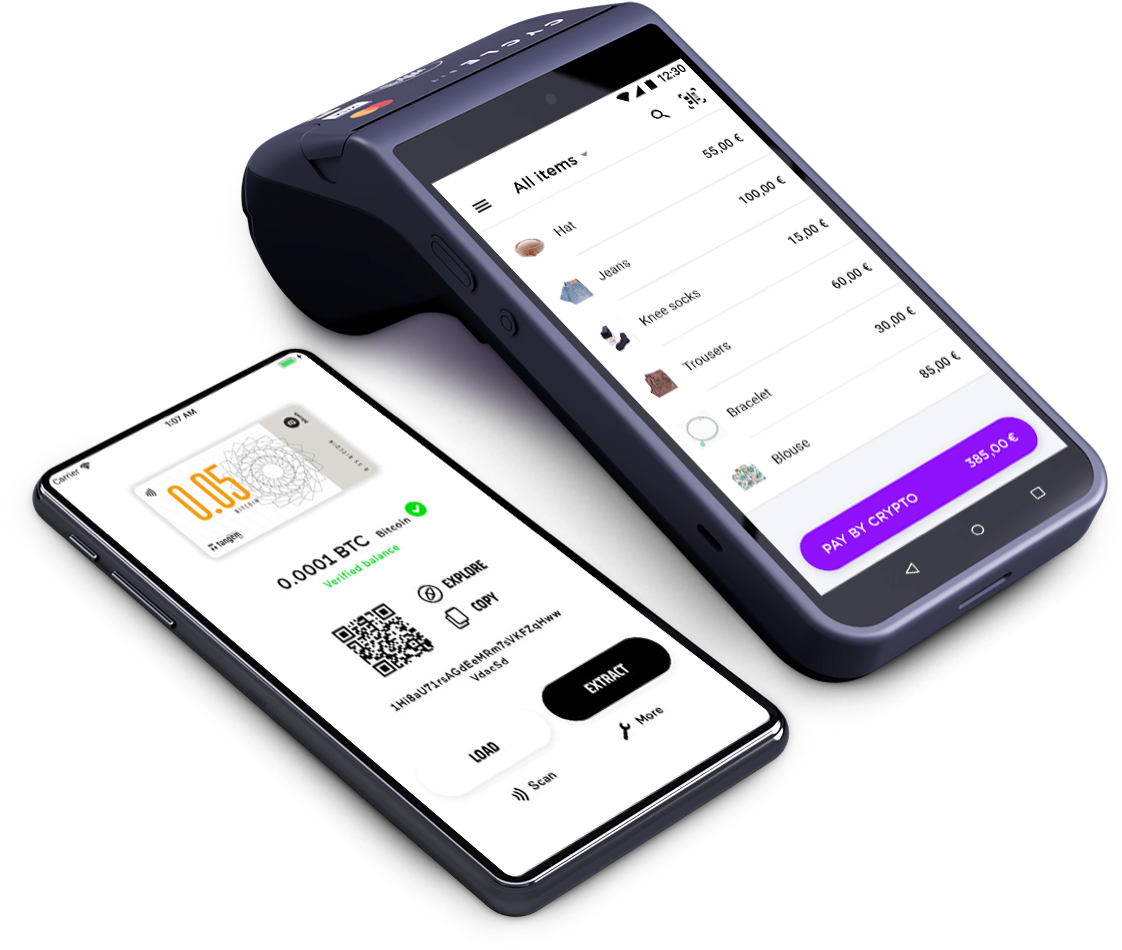 12:30
All items
Hat 55,00 €
Jeans 100,00 €
Knee socks 15,00 €
Trousers 60,00 €
Bracelet 30,00 €
Blouse 85,00 €
PAY BY CRYPTO 385,00 €
Carrier 1:07 AM
0.05
BITCOIN
tangem
0.0001 BTC Bitcoin
Verified balance
EXPLORE
COPY
1Hi8aU71rsAGdEeMRm7sVKFZqHww
VdacSd
LOAD
EXTRACT
Scan
More